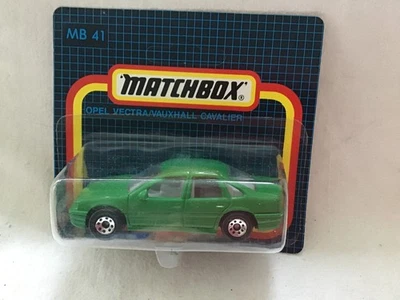 MB 41
MATCHBOX®
OPEL VECTRA/VAUXHALL CAVALIER